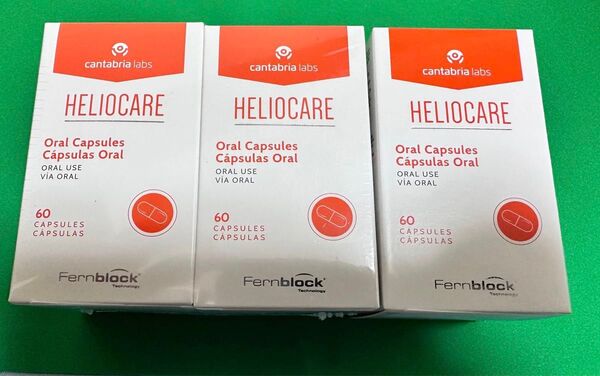 cantabria labs
HELIOCARE
Oral Capsules
Cápsulas Oral
ORAL USE
VÍA ORAL
60
CAPSULES
CÁPSULAS
Fernblock
Technology
cantabria labs
HELIOCARE
Oral Capsules
Cápsulas Oral
ORAL USE
VÍA ORAL
60
CAPSULES
CÁPSULAS
Fernblock
Technology
cantabria labs
HELIOCARE
Oral Capsules
Cápsulas Oral
ORAL USE
VÍA ORAL
60
CAPSULES
CÁPSULAS
Fernblock
Technology